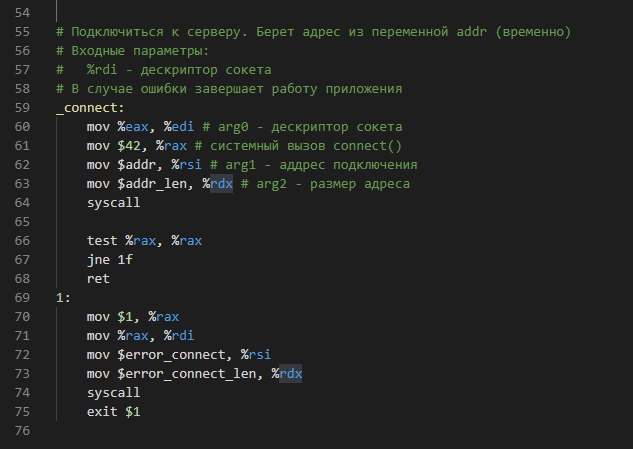 54
55 # Подключиться к серверу. Берет адрес из переменной addr (временно)
56 # Входные параметры:
57 #   %rdi - дескриптор сокета
58 # В случае ошибки завершает работу приложения
59 _connect:
60     mov %eax, %edi # arg0 - дескриптор сокета
61     mov $42, %rax # системный вызов connect()
62     mov $addr, %rsi # arg1 - аддрес подключения
63     mov $addr_len, %rdx # arg2 - размер адреса
64     syscall
65
66     test %rax, %rax
67     jne 1f
68     ret
69 1:
70     mov $1, %rax
71     mov %rax, %rdi
72     mov $error_connect, %rsi
73     mov $error_connect_len, %rdx
74     syscall
75     exit $1
76